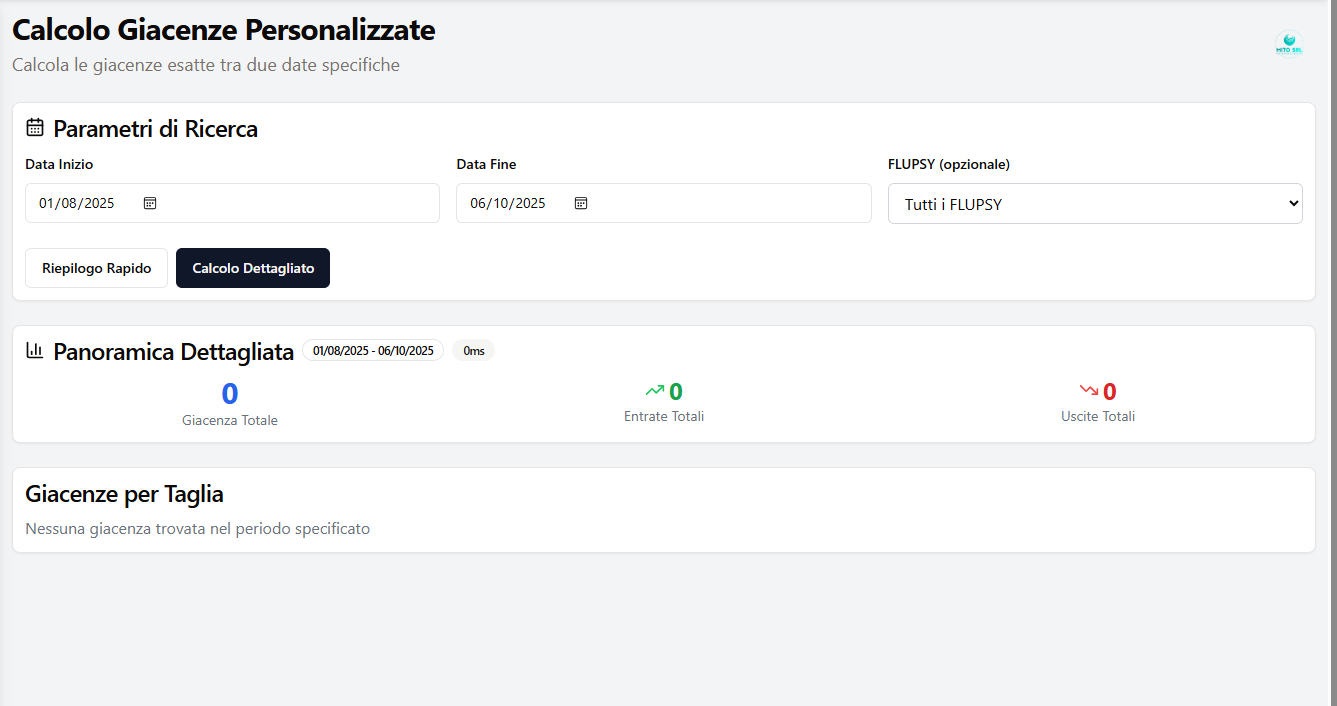 Calcolo Giacenze Personalizzate
Calcola le giacenze esatte tra due date specifiche
MITO SRL
Parametri di Ricerca
Data Inizio
Data Fine
FLUPSY (opzionale)
01/08/2025
06/10/2025
Tutti i FLUPSY
Riepilogo Rapido
Calcolo Dettagliato
Panoramica Dettagliata
01/08/2025 - 06/10/2025
0ms
0
0
0
Giacenza Totale
Entrate Totali
Uscite Totali
Giacenze per Taglia
Nessuna giacenza trovata nel periodo specificato